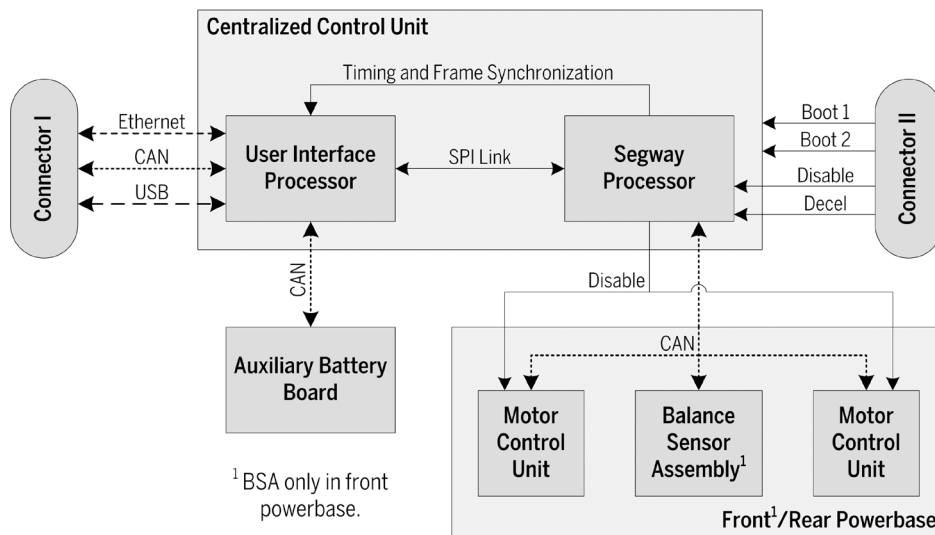 Centralized Control Unit
Timing and Frame Synchronization
Connector I
Ethernet
CAN
USB
User Interface
Processor
SPI Link
Segway
Processor
Boot 1
Boot 2
Disable
Decel
Connector II
CAN
Disable
Auxiliary Battery
Board
CAN
Motor
Control
Unit
Balance
Sensor
Assembly¹
Motor
Control
Unit
¹ BSA only in front
powerbase.
Front¹/Rear Powerbase